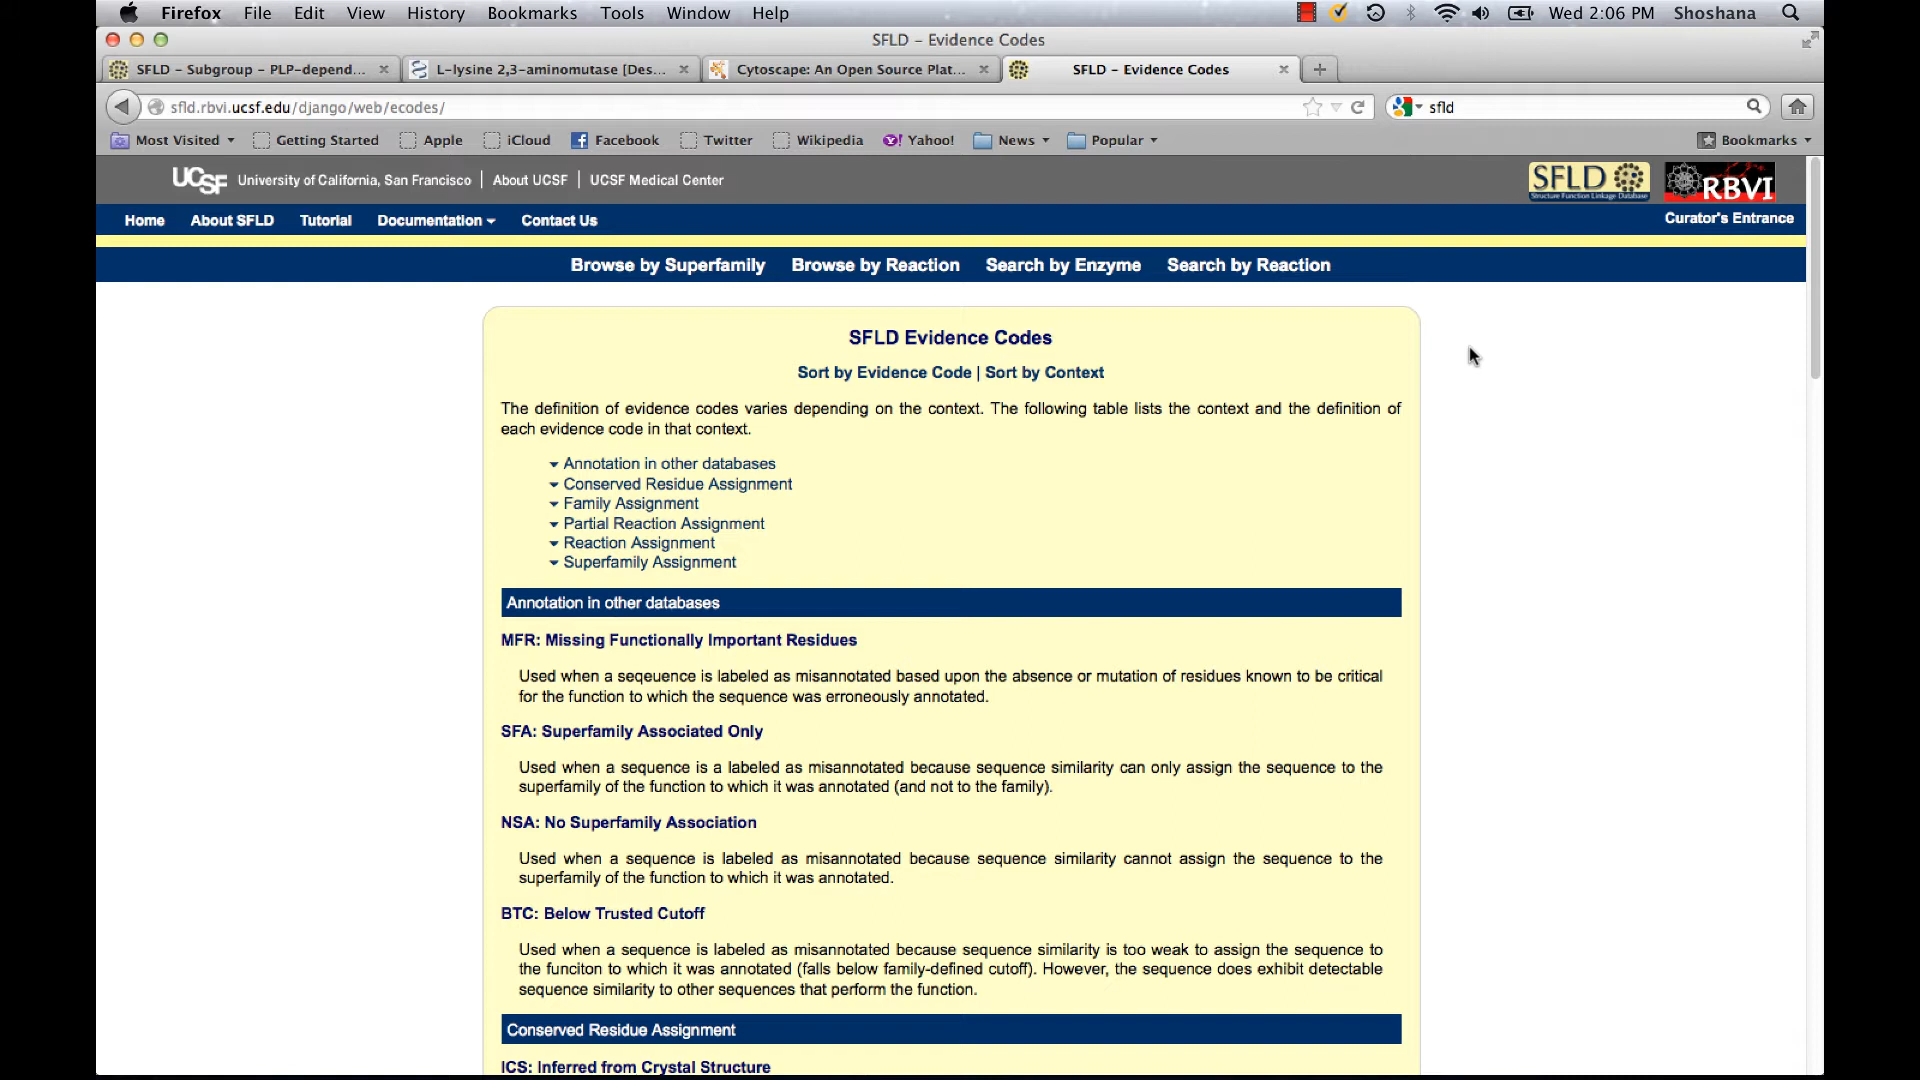 Firefox File Edit View History Bookmarks Tools Window Help Wed 2:06 PM Shoshana
SFLD – Evidence Codes
SFLD – Subgroup – PLP-depend... L-lysine 2,3-aminomutase [Des... Cytoscape: An Open Source Plat... SFLD – Evidence Codes
sfld.rbvi.ucsf.edu/django/web/ecodes/ sfld
Most Visited Getting Started Apple iCloud Facebook Twitter Wikipedia Yahoo! News Popular Bookmarks
UCSF University of California, San Francisco | About UCSF | UCSF Medical Center SFLD Structure Function Linkage Database RBVI
Home About SFLD Tutorial Documentation Contact Us Curator's Entrance
Browse by Superfamily Browse by Reaction Search by Enzyme Search by Reaction
SFLD Evidence Codes
Sort by Evidence Code | Sort by Context
The definition of evidence codes varies depending on the context. The following table lists the context and the definition of
each evidence code in that context.
Annotation in other databases
Conserved Residue Assignment
Family Assignment
Partial Reaction Assignment
Reaction Assignment
Superfamily Assignment
Annotation in other databases
MFR: Missing Functionally Important Residues
Used when a seqeuence is labeled as misannotated based upon the absence or mutation of residues known to be critical
for the function to which the sequence was erroneously annotated.
SFA: Superfamily Associated Only
Used when a sequence is a labeled as misannotated because sequence similarity can only assign the sequence to the
superfamily of the function to which it was annotated (and not to the family).
NSA: No Superfamily Association
Used when a sequence is labeled as misannotated because sequence similarity cannot assign the sequence to the
superfamily of the function to which it was annotated.
BTC: Below Trusted Cutoff
Used when a sequence is labeled as misannotated because sequence similarity is too weak to assign the sequence to
the funciton to which it was annotated (falls below family-defined cutoff). However, the sequence does exhibit detectable
sequence similarity to other sequences that perform the function.
Conserved Residue Assignment
ICS: Inferred from Crystal Structure